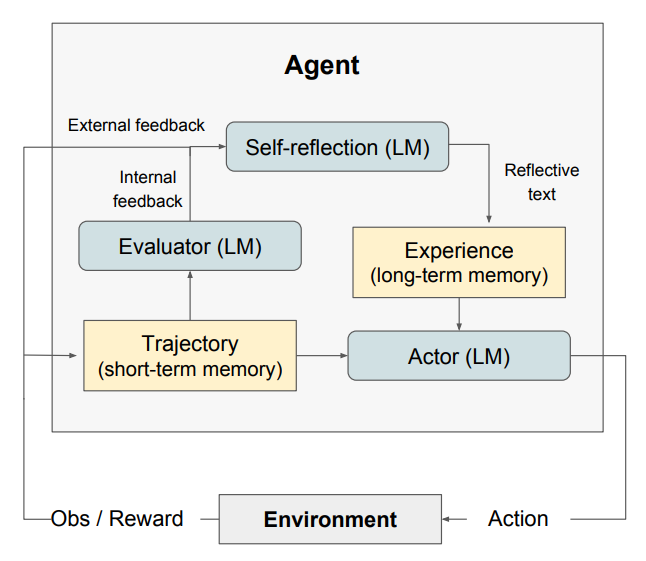 Agent
External feedback
Self-reflection (LM)
Internal
feedback
Reflective
text
Evaluator (LM)
Experience
(long-term memory)
Trajectory
(short-term memory)
Actor (LM)
Obs / Reward
Environment
Action